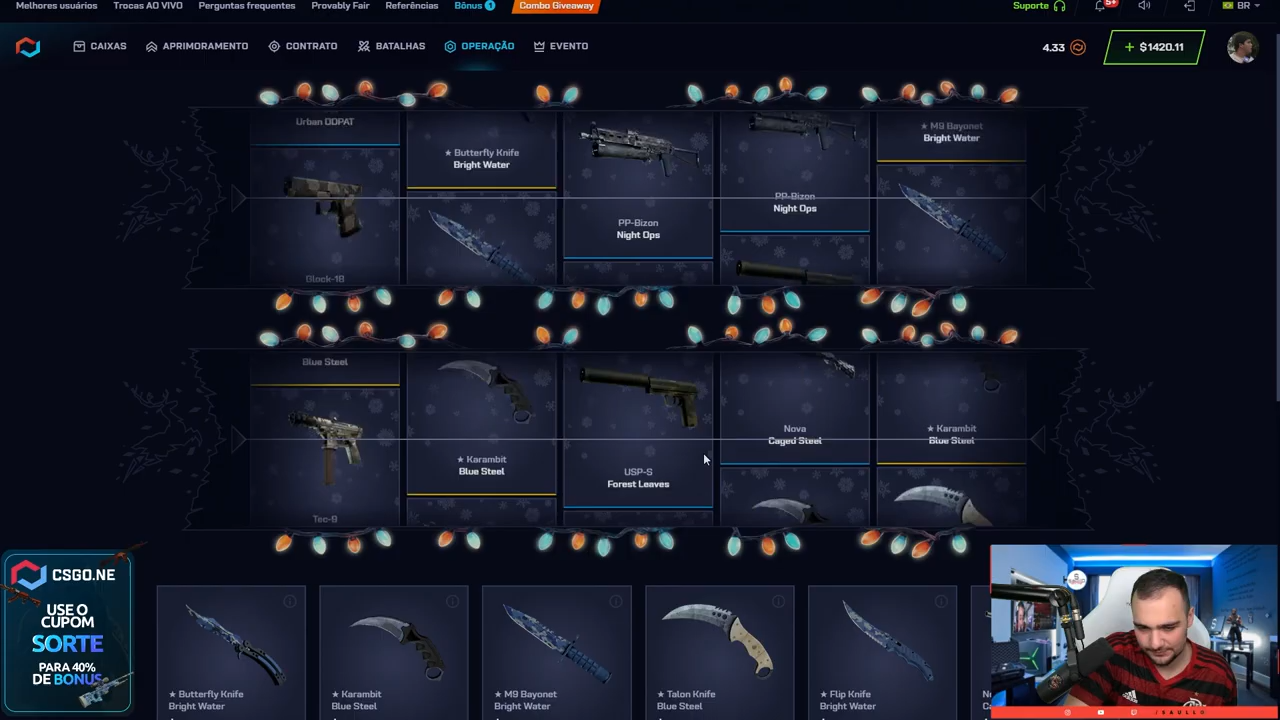 Melhores usuários Trocas AO VIVO Perguntas frequentes Provably Fair Referências Bônus 1 Combo Giveaway Suporte 5+ BR
CAIXAS APRIMORAMENTO CONTRATO BATALHAS OPERAÇÃO EVENTO 4.33 + $1420.11
Urban DDPAT
★ Butterfly Knife
Bright Water
PP-Bizon
Night Ops
PP-Bizon
Night Ops
★ M9 Bayonet
Bright Water
Glock-18
Blue Steel
Tec-9
★ Karambit
Blue Steel
USP-S
Forest Leaves
Nova
Caged Steel
★ Karambit
Blue Steel
CSGO.NE
USE O
CUPOM
SORTE
PARA 40%
DE BONUS
★ Butterfly Knife
Bright Water
★ Karambit
Blue Steel
★ M9 Bayonet
Bright Water
★ Talon Knife
Blue Steel
★ Flip Knife
Bright Water
/SAULLO